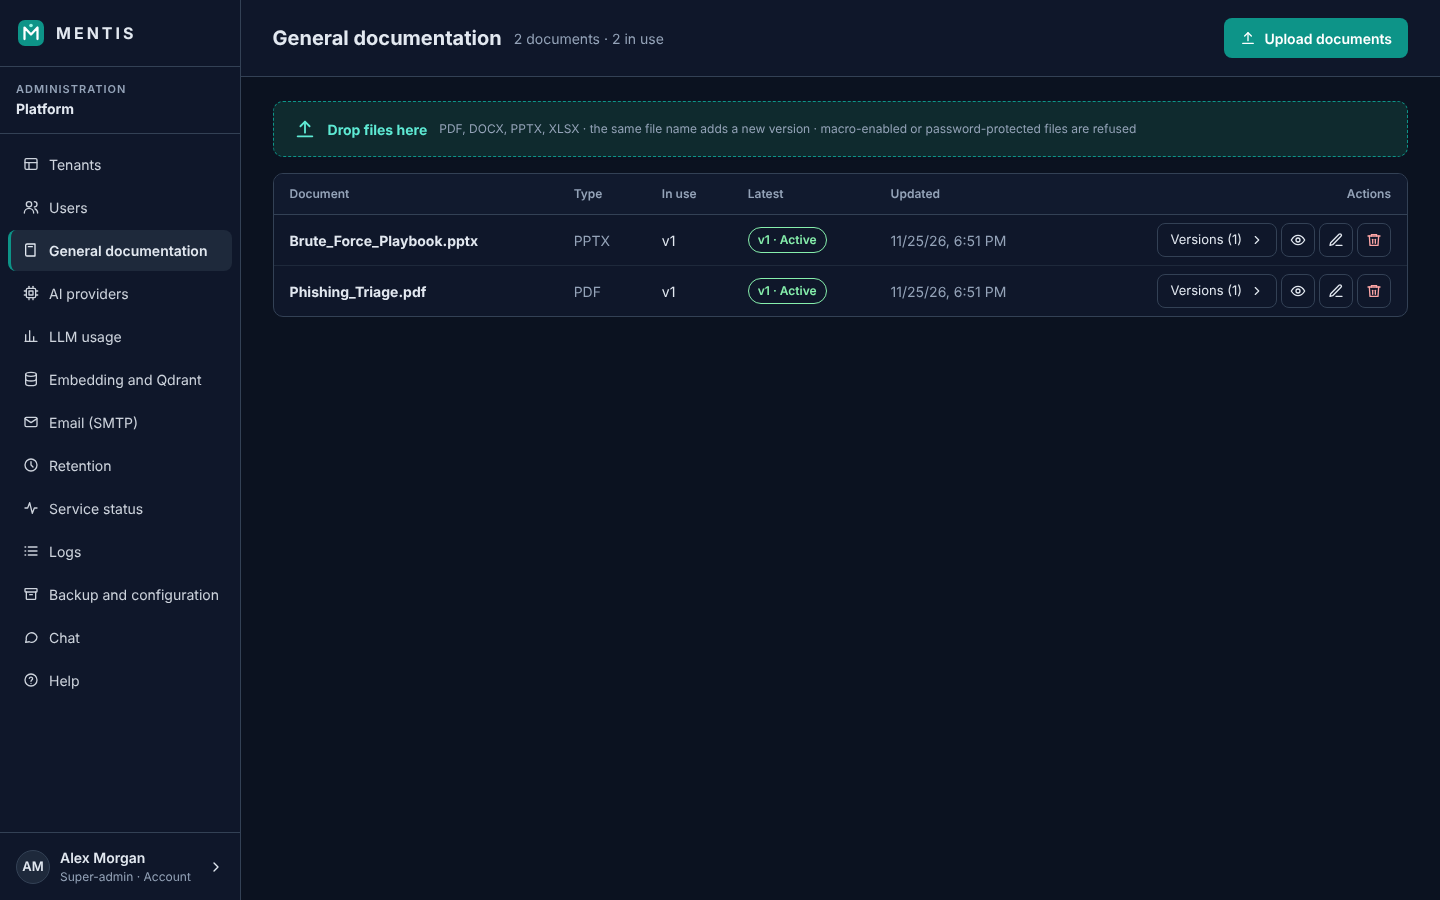 MENTIS
ADMINISTRATION
Platform
Tenants
Users
General documentation
AI providers
LLM usage
Embedding and Qdrant
Email (SMTP)
Retention
Service status
Logs
Backup and configuration
Chat
Help
AM
Alex Morgan
Super-admin · Account
General documentation 2 documents · 2 in use
Upload documents
Drop files here PDF, DOCX, PPTX, XLSX · the same file name adds a new version · macro-enabled or password-protected files are refused
Document Type In use Latest Updated Actions
Brute_Force_Playbook.pptx PPTX v1 v1 · Active 11/25/26, 6:51 PM Versions (1)
Phishing_Triage.pdf PDF v1 v1 · Active 11/25/26, 6:51 PM Versions (1)